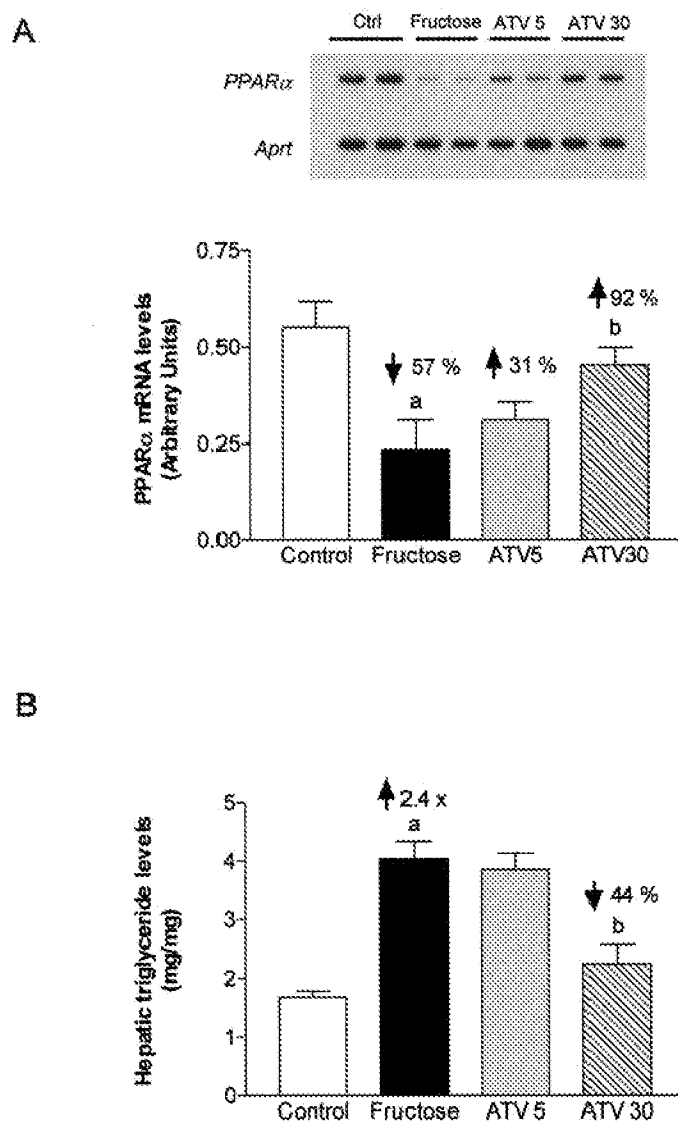 A
Ctrl Fructose ATV 5 ATV 30
PPARα
Aprt
PPARα mRNA levels
(Arbitrary Units)
0.75
0.50
0.25
0.00
57 %
a
31 %
92 %
b
Control Fructose ATV5 ATV30
B
Hepatic triglyceride levels
(mg/mg)
5
4
3
2
1
0
2.4 x
a
44 %
b
Control Fructose ATV 5 ATV 30